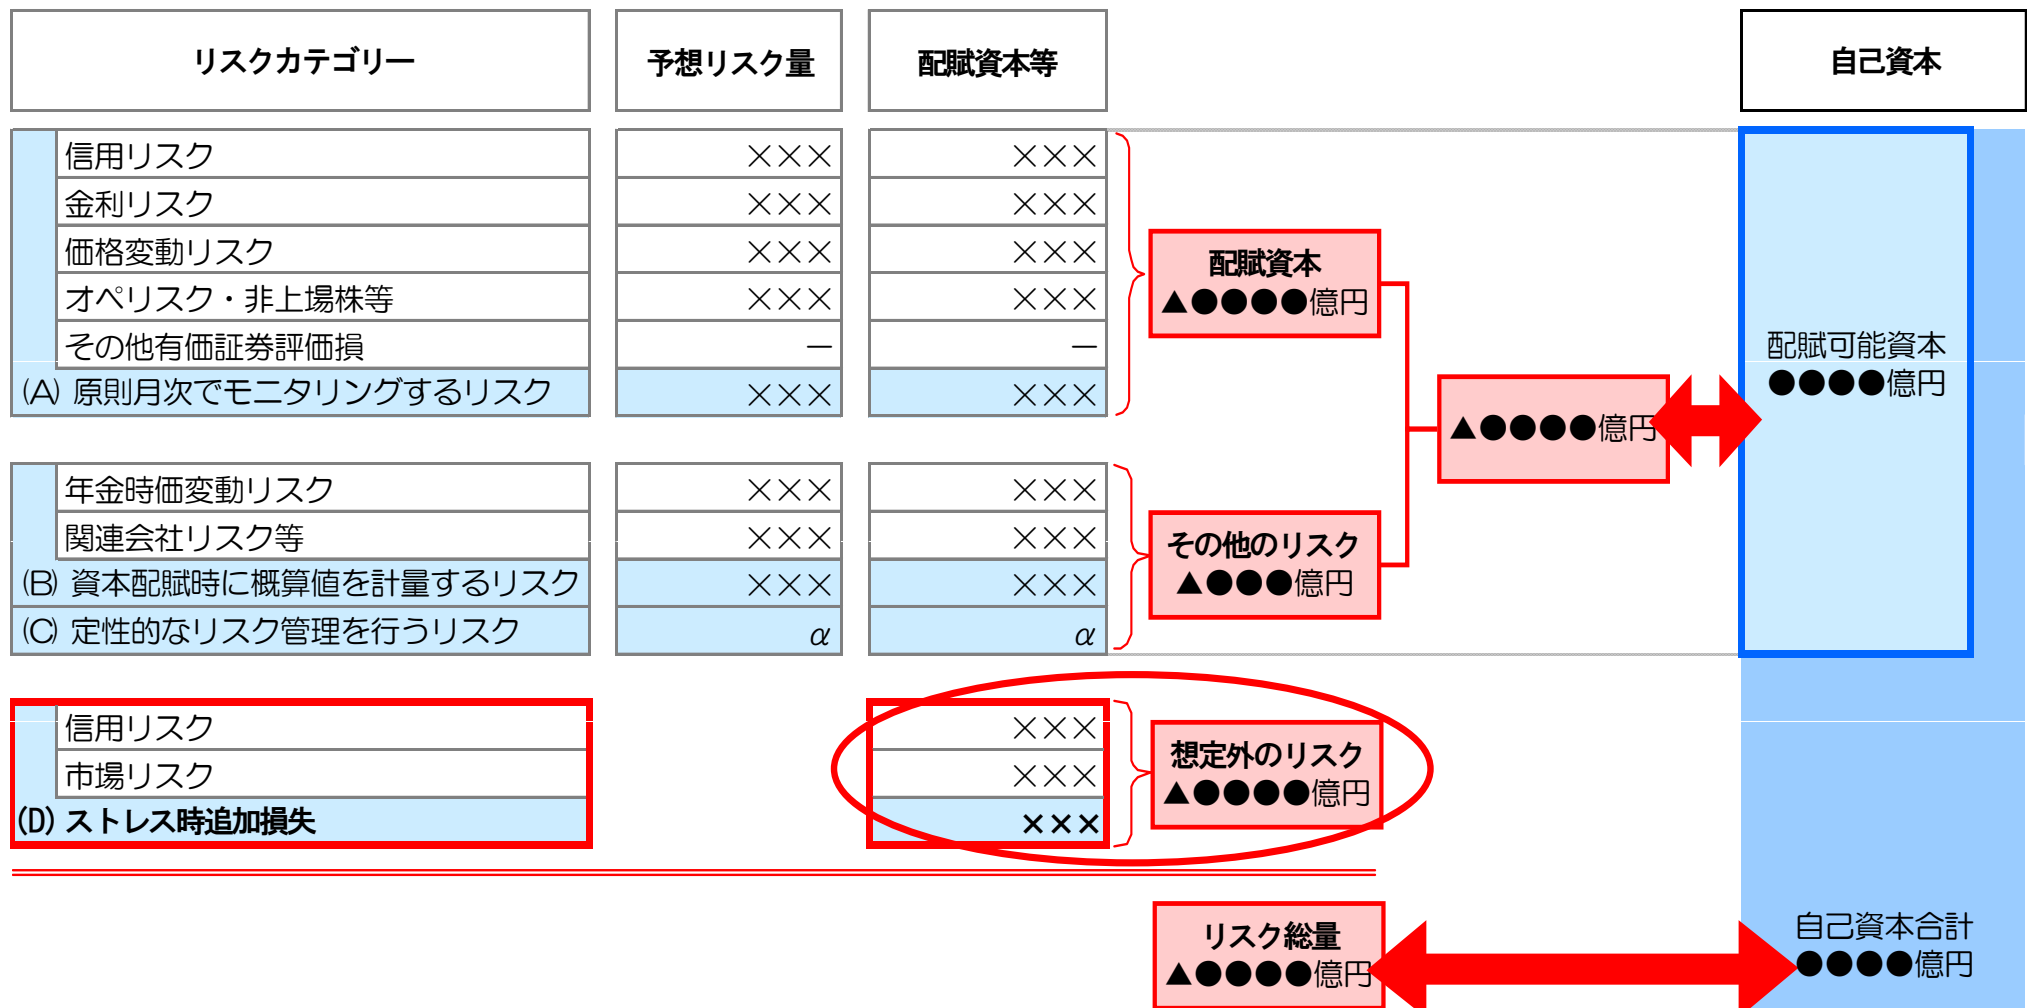 リスクカテゴリー 予想リスク量 配賦資本等 自己資本
信用リスク ××× ×××
金利リスク ××× ×××
価格変動リスク ××× ×××
オペリスク・非上場株等 ××× ×××
その他有価証券評価損 － －
(A) 原則月次でモニタリングするリスク ××× ×××
配賦資本
▲●●●●億円
▲●●●●億円
配賦可能資本
●●●●億円
年金時価変動リスク ××× ×××
関連会社リスク等 ××× ×××
(B) 資本配賦時に概算値を計量するリスク ××× ×××
(C) 定性的なリスク管理を行うリスク α α
その他のリスク
▲●●●億円
信用リスク ×××
市場リスク ×××
(D) ストレス時追加損失 ×××
想定外のリスク
▲●●●●億円
リスク総量
▲●●●●億円
自己資本合計
●●●●億円